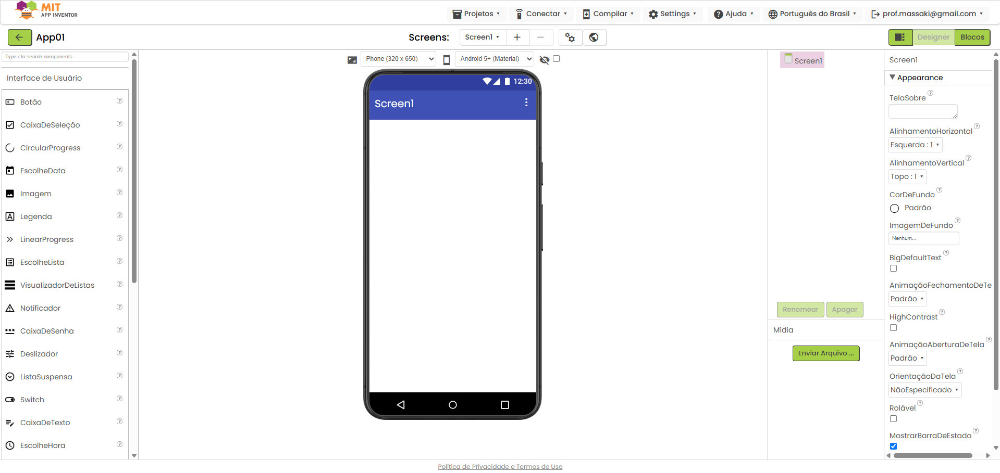 MIT
APP INVENTOR
Projetos
Conectar
Compilar
Settings
Ajuda
Português do Brasil
prof.massaki@gmail.com
App01
Screens:
Screen1
Designer
Blocos
Type / to search components
Interface de Usuário
Botão
CaixaDeSeleção
CircularProgress
EscolheData
Imagem
Legenda
LinearProgress
EscolheLista
VisualizadorDeListas
Notificador
CaixaDeSenha
Deslizador
ListaSuspensa
Switch
CaixaDeTexto
EscolheHora
Phone (320 x 650)
Android 5+ (Material)
12:30
Screen1
Screen1
Renomear
Apagar
Mídia
Enviar Arquivo ...
Screen1
Appearance
TelaSobre
AlinhamentoHorizontal
Esquerda : 1
AlinhamentoVertical
Topo : 1
CorDeFundo
Padrão
ImagemDeFundo
Nenhum...
BigDefaultText
AnimaçãoFechamentoDeTe
Padrão
HighContrast
AnimaçãoAberturaDeTela
Padrão
OrientaçãoDaTela
NãoEspecificado
Rolável
MostrarBarraDeEstado
Política de Privacidade e Termos de Uso